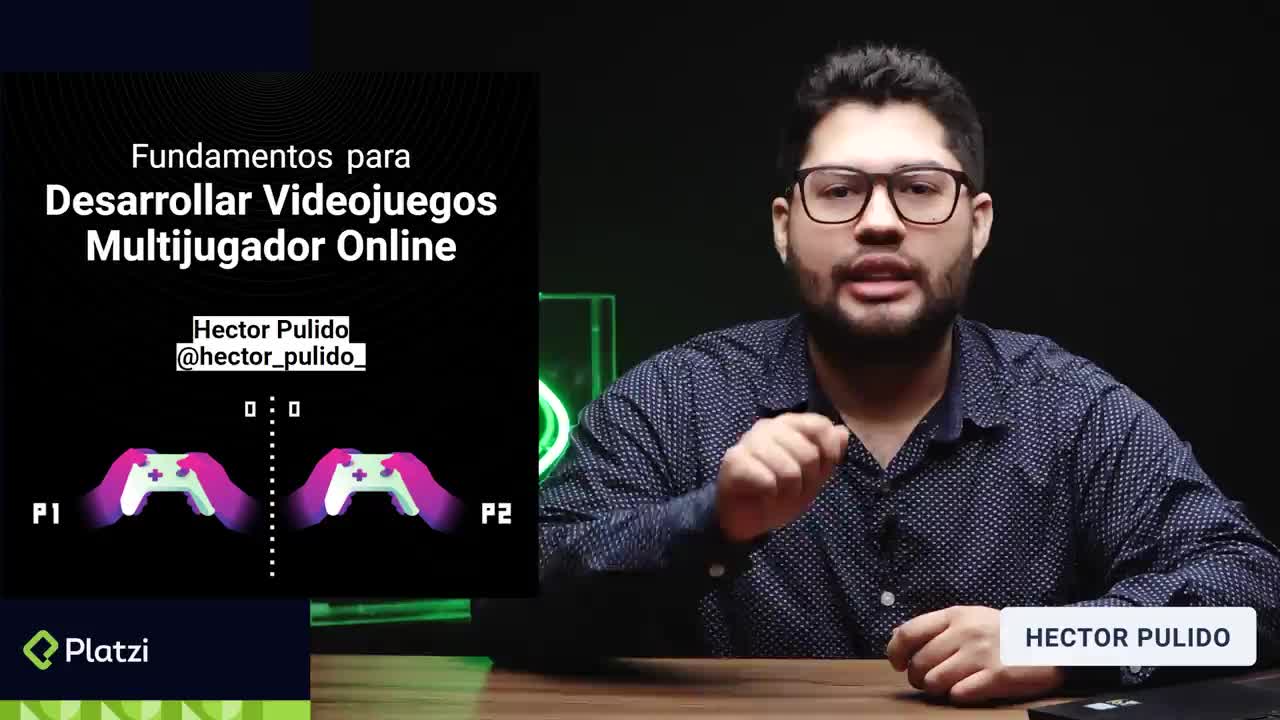 Fundamentos para
Desarrollar Videojuegos
Multijugador Online
Hector Pulido
@hector_pulido_
0 0
P1
P2
Platzi
HECTOR PULIDO